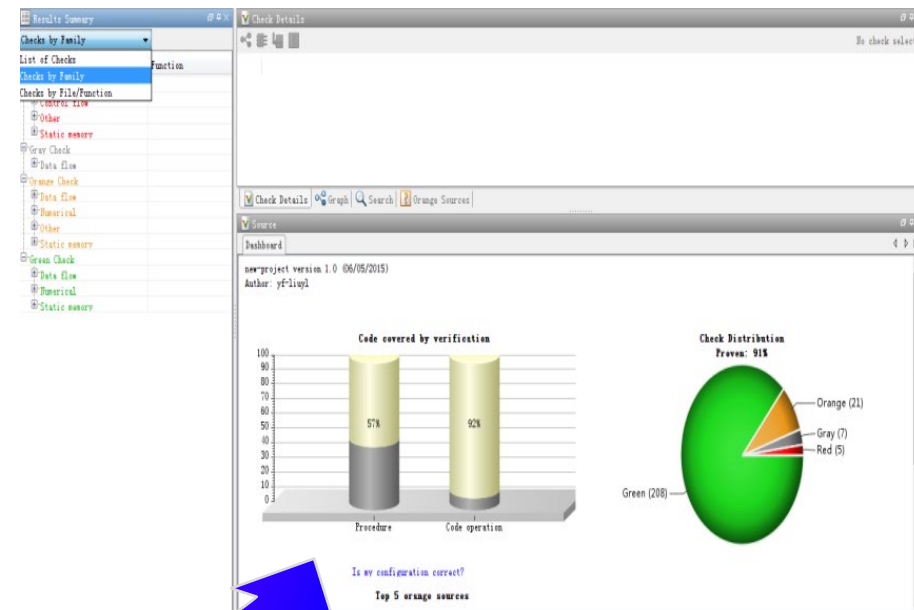 Results Summary
Checks by Family
List of Checks
Function
Checks by Family
Checks by File/Function
Control flow
Other
Static memory
Gray Check
Data flow
Orange Check
Data flow
Numerical
Other
Static memory
Green Check
Data flow
Numerical
Static memory
Check Details
No check select
Check Details Graph Search Orange Sources
Source
Dashboard
new-project version 1.0 (06/05/2015)
Author: yf-liuyl
Code covered by verification
100
90
80
70
60
50
40
30
20
10
0
57%
92%
Procedure
Code operation
Check Distribution
Proven: 91%
Orange (21)
Gray (7)
Red (5)
Green (208)
Is my configuration correct?
Top 5 orange sources